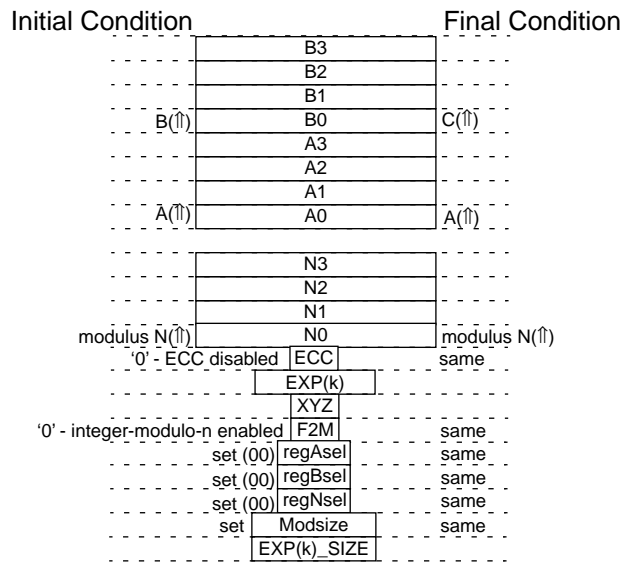 Initial Condition Final Condition
B3
B2
B1
B(⇑) B0 C(⇑)
A3
A2
A1
A(⇑) A0 A(⇑)
N3
N2
N1
modulus N(⇑) N0 modulus N(⇑)
‘0’ - ECC disabled ECC same
EXP(k)
XYZ
‘0’ - integer-modulo-n enabled F2M same
set (00) regAsel same
set (00) regBsel same
set (00) regNsel same
set Modsize same
EXP(k)_SIZE